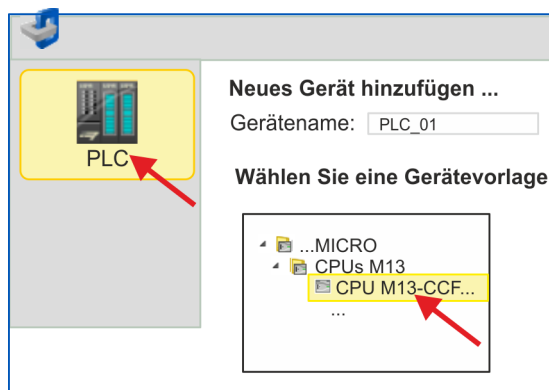 PLC
Neues Gerät hinzufügen ...
Gerätename: PLC_01
Wählen Sie eine Gerätevorlage
...MICRO
CPUs M13
CPU M13-CCF...
...